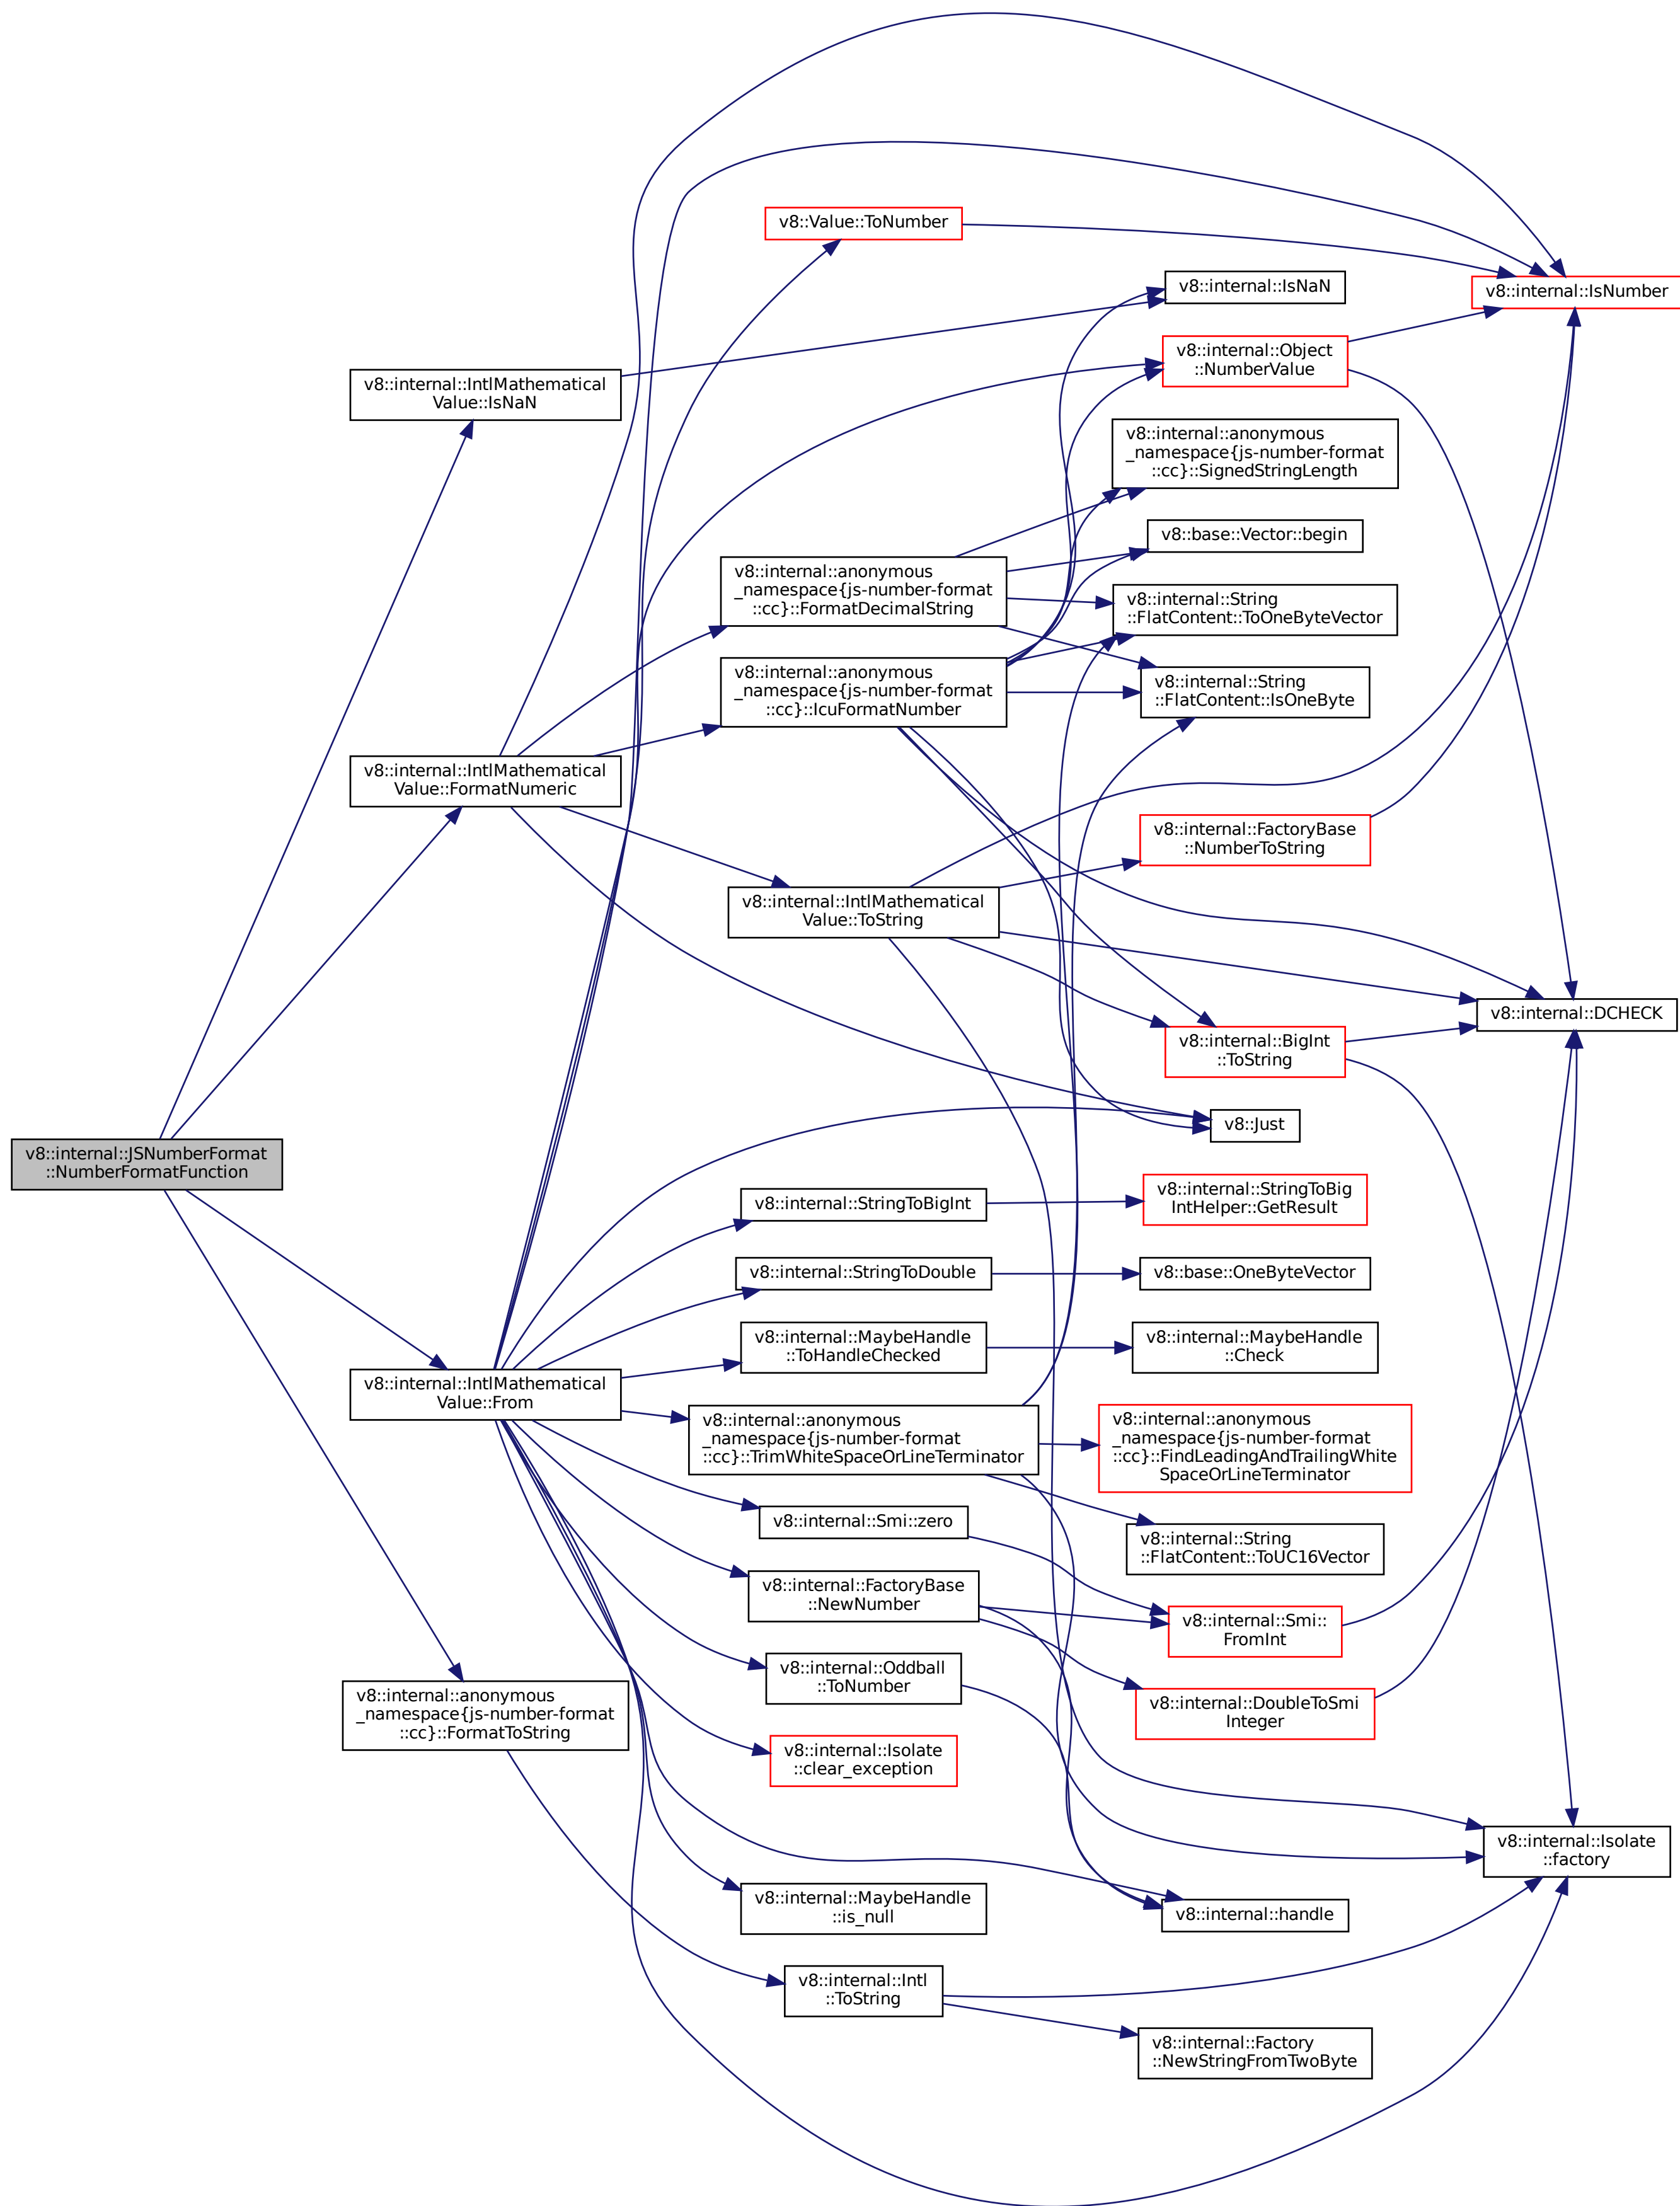 v8::internal::JSNumberFormat
::NumberFormatFunction
v8::internal::IntlMathematical
Value::IsNaN
v8::internal::IntlMathematical
Value::FormatNumeric
v8::internal::IntlMathematical
Value::From
v8::internal::anonymous
_namespace{js-number-format
::cc}::FormatToString
v8::Value::ToNumber
v8::internal::anonymous
_namespace{js-number-format
::cc}::FormatDecimalString
v8::internal::anonymous
_namespace{js-number-format
::cc}::IcuFormatNumber
v8::internal::IntlMathematical
Value::ToString
v8::internal::StringToBigInt
v8::internal::StringToDouble
v8::internal::MaybeHandle
::ToHandleChecked
v8::internal::anonymous
_namespace{js-number-format
::cc}::TrimWhiteSpaceOrLineTerminator
v8::internal::Smi::zero
v8::internal::FactoryBase
::NewNumber
v8::internal::Oddball
::ToNumber
v8::internal::Isolate
::clear_exception
v8::internal::MaybeHandle
::is_null
v8::internal::Intl
::ToString
v8::internal::IsNaN
v8::internal::Object
::NumberValue
v8::internal::anonymous
_namespace{js-number-format
::cc}::SignedStringLength
v8::base::Vector::begin
v8::internal::String
::FlatContent::ToOneByteVector
v8::internal::String
::FlatContent::IsOneByte
v8::internal::FactoryBase
::NumberToString
v8::internal::BigInt
::ToString
v8::Just
v8::internal::StringToBig
IntHelper::GetResult
v8::base::OneByteVector
v8::internal::MaybeHandle
::Check
v8::internal::anonymous
_namespace{js-number-format
::cc}::FindLeadingAndTrailingWhite
SpaceOrLineTerminator
v8::internal::String
::FlatContent::ToUC16Vector
v8::internal::Smi::
FromInt
v8::internal::DoubleToSmi
Integer
v8::internal::handle
v8::internal::Factory
::NewStringFromTwoByte
v8::internal::IsNumber
v8::internal::DCHECK
v8::internal::Isolate
::factory